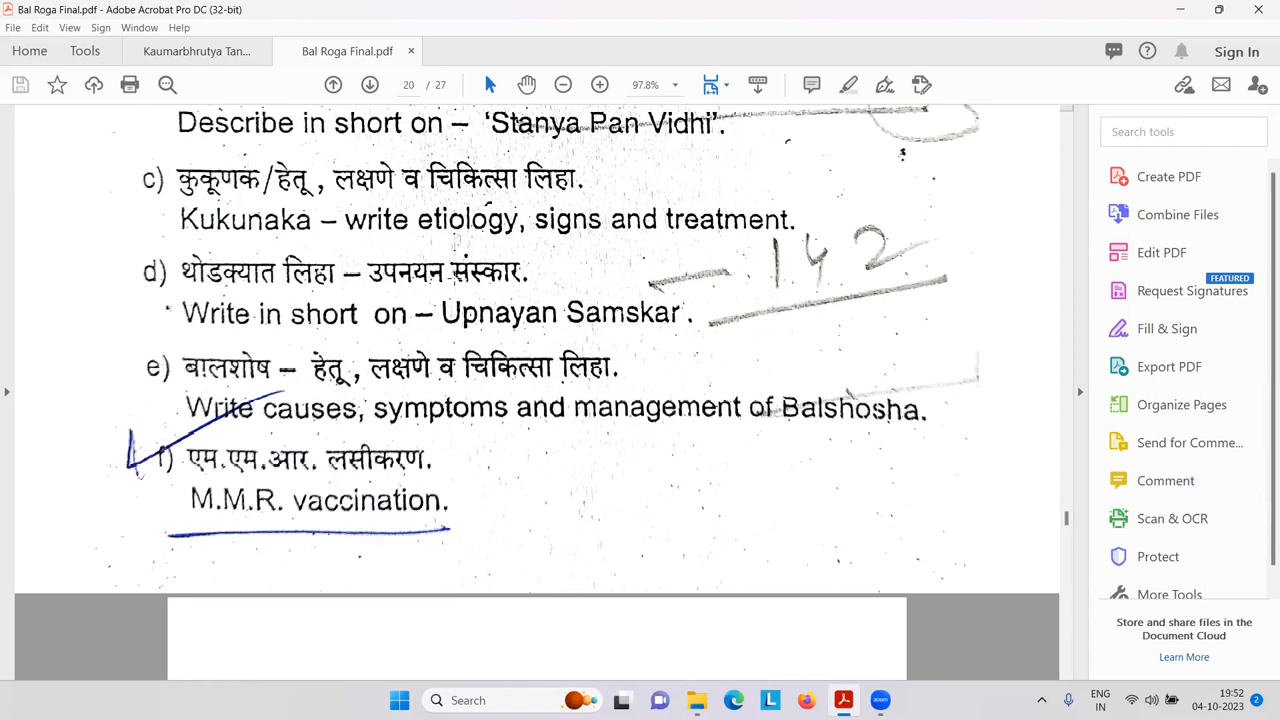 Bal Roga Final.pdf - Adobe Acrobat Pro DC (32-bit)
File Edit View Sign Window Help
Home Tools Kaumarbhrutya Tan... Bal Roga Final.pdf × Sign In
20 / 27 97.8%
Describe in short on – 'Stanya Pan Vidhi'.
c) कुकूणक/हेतू, लक्षणे व चिकित्सा लिहा.
Kukunaka – write etiology, signs and treatment.
142
d) थोडक्यात लिहा – उपनयन संस्कार.
Write in short on – Upnayan Samskar.
e) बालशोष – हेतू, लक्षणे व चिकित्सा लिहा.
Write causes, symptoms and management of Balshosha.
f) एम.एम.आर. लसीकरण.
M.M.R. vaccination.
Search tools
Create PDF
Combine Files
Edit PDF
FEATURED
Request Signatures
Fill & Sign
Export PDF
Organize Pages
Send for Comme...
Comment
Scan & OCR
Protect
More Tools
Store and share files in the
Document Cloud
Learn More
Search
L
zoom
ENG
IN
19:52
04-10-2023
2